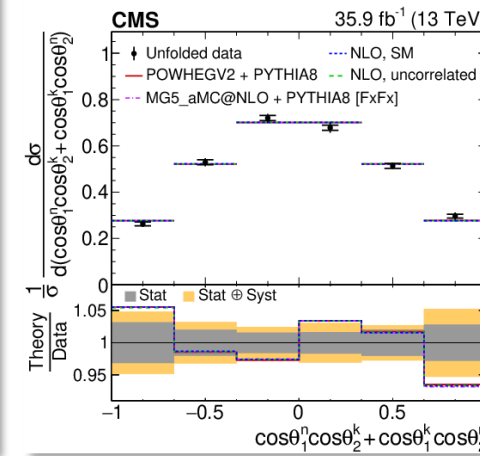 CMS 35.9 fb⁻¹ (13 TeV
Unfolded data
NLO, SM
POWHEGV2 + PYTHIA8
NLO, uncorrelated
MG5_aMC@NLO + PYTHIA8 [FxFx]
1/σ dσ/d(cosθ₁ⁿcosθ₂ᵏ+cosθ₁ᵏcosθ₂ⁿ)
1
0.8
0.6
0.4
0.2
0
Stat
Stat ⊕ Syst
Theory
Data
1.05
1
0.95
−1 −0.5 0 0.5
cosθ₁ⁿcosθ₂ᵏ+cosθ₁ᵏcosθ₂